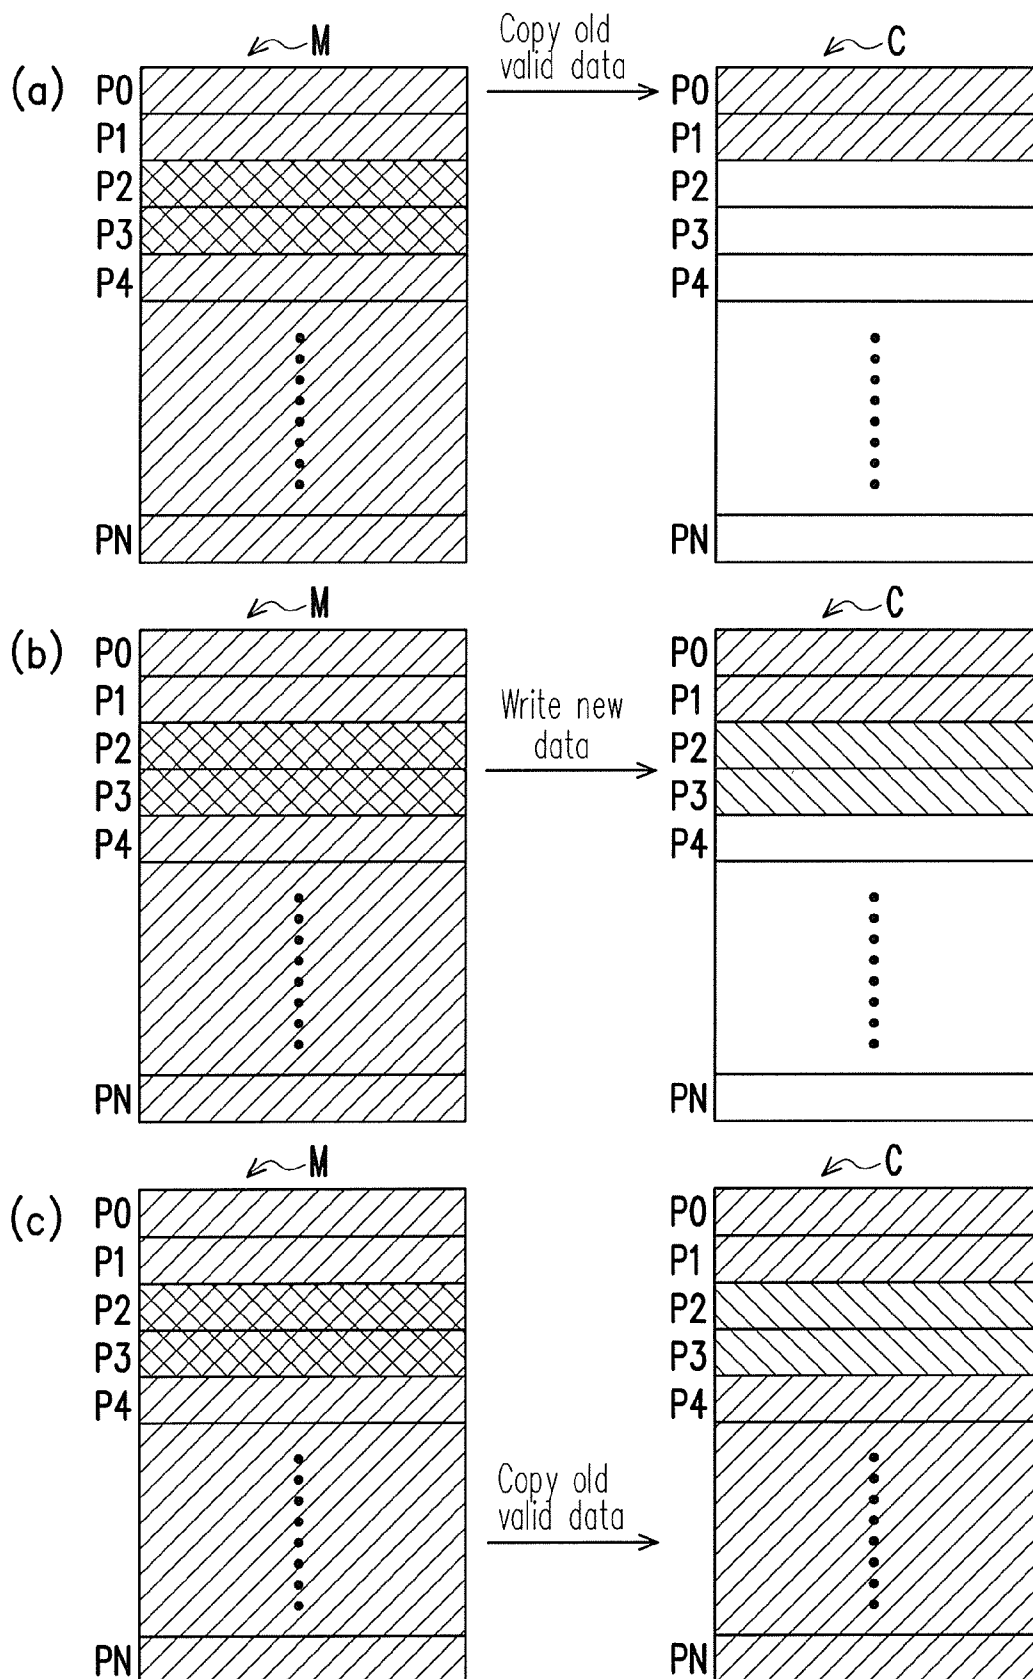 M
Copy old
valid data
C
(a)
P0
P1
P2
P3
P4
PN
P0
P1
P2
P3
P4
PN
M
C
(b)
P0
P1
P2
P3
P4
PN
Write new
data
P0
P1
P2
P3
P4
PN
M
C
(c)
P0
P1
P2
P3
P4
PN
Copy old
valid data
P0
P1
P2
P3
P4
PN